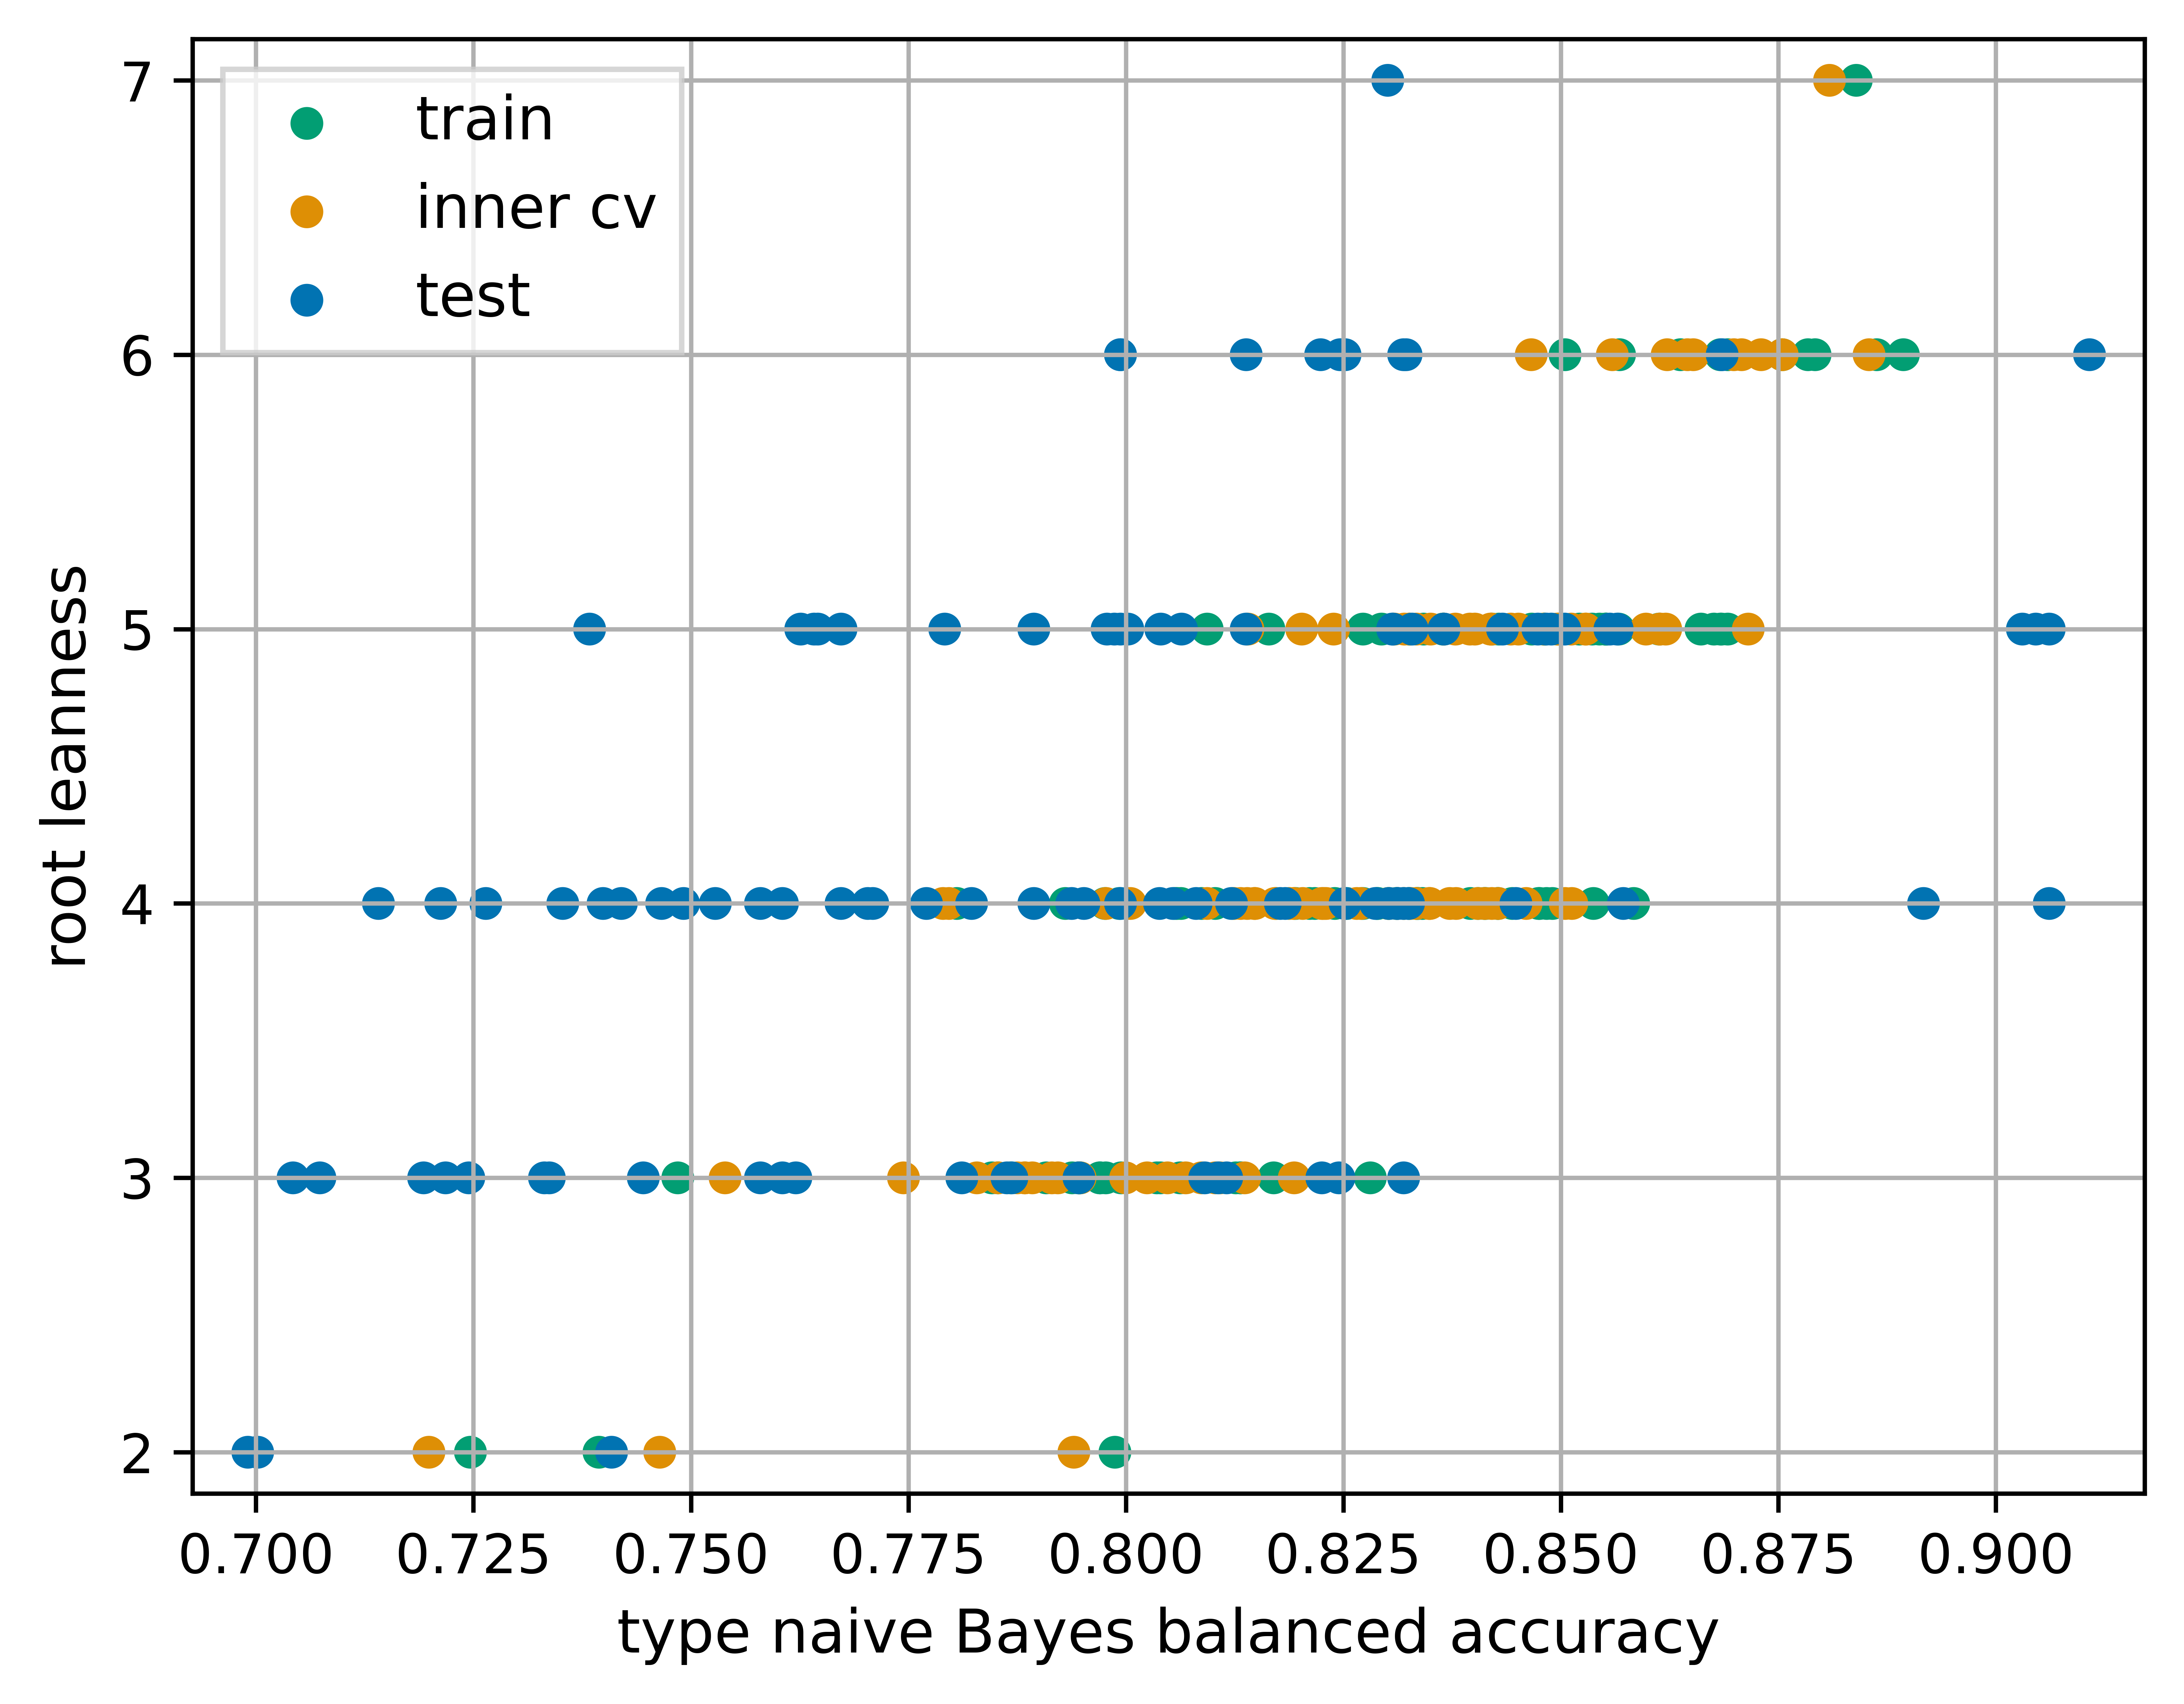 train
inner cv
test
7
6
5
4
3
2
root leanness
0.700 0.725 0.750 0.775 0.800 0.825 0.850 0.875 0.900
type naive Bayes balanced accuracy